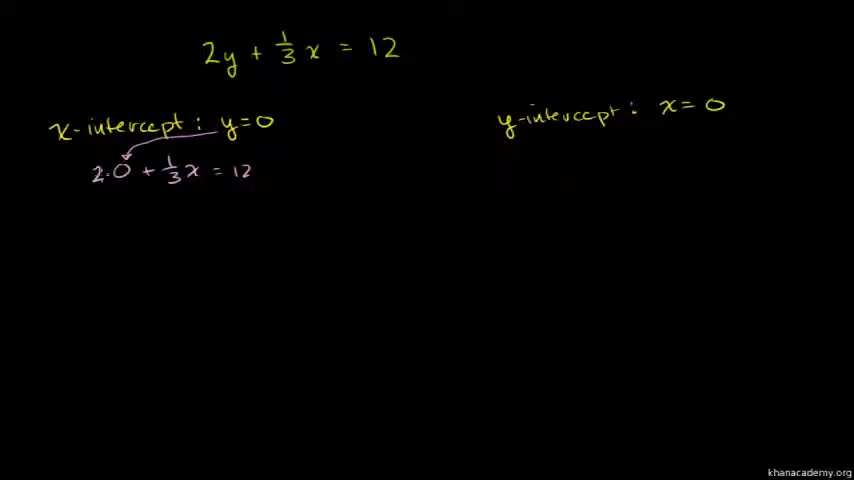 2y + 1/3 x = 12
x-intercept: y=0
2·0 + 1/3 x = 12
y-intercept: x=0
khanacademy.org